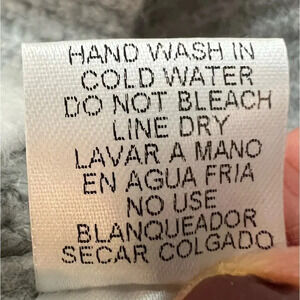 HAND WASH IN
COLD WATER
DO NOT BLEACH
LINE DRY
LAVAR A MANO
EN AGUA FRIA
NO USE
BLANQUEADOR
SECAR COLGADO